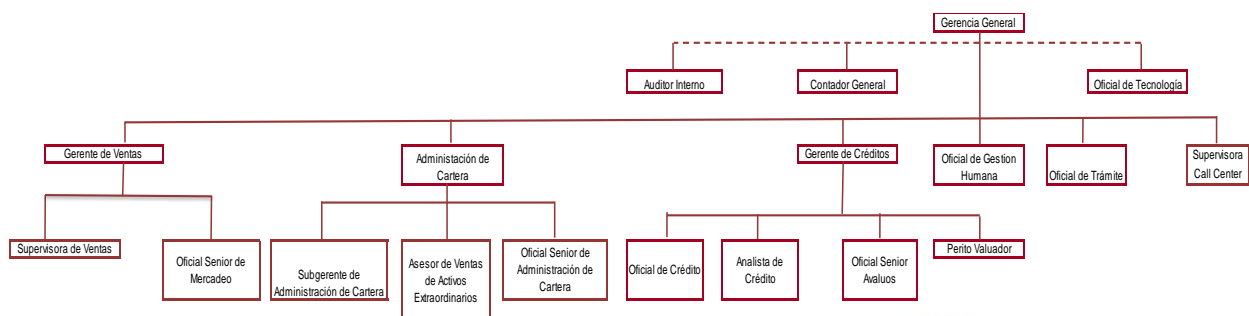 Gerencia General
Auditor Interno
Contador General
Oficial de Tecnología
Gerente de Ventas
Administación de
Cartera
Gerente de Créditos
Oficial de Gestion
Humana
Oficial de Trámite
Supervisora
Call Center
Supervisora de Ventas
Oficial Senior de
Mercadeo
Subgerente de
Administración de Cartera
Asesor de Ventas
de Activos
Extraordinarios
Oficial Senior de
Administración de
Cartera
Oficial de Crédito
Analista de
Crédito
Oficial Senior
Avaluos
Perito Valuador